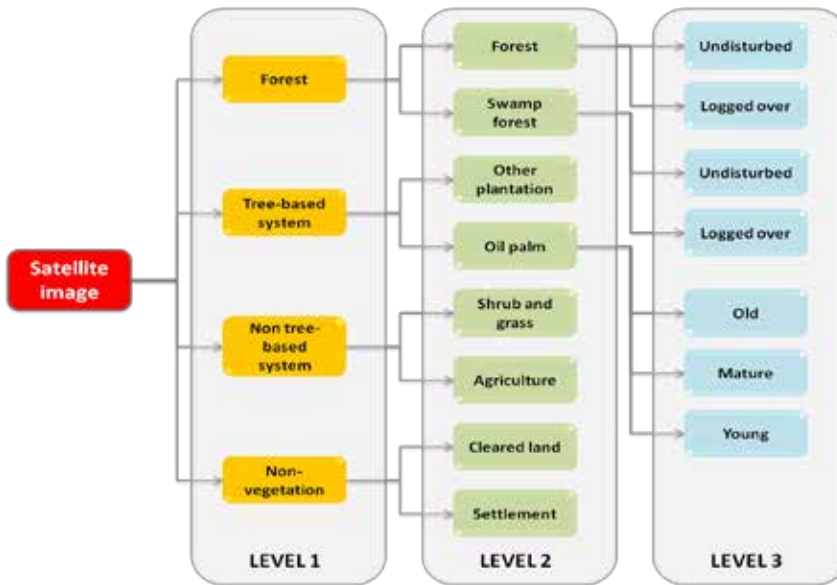 Satellite
image
Forest
Tree-based
system
Non tree-
based
system
Non-
vegetation
LEVEL 1
Forest
Swamp
forest
Other
plantation
Oil palm
Shrub and
grass
Agriculture
Cleared land
Settlement
LEVEL 2
Undisturbed
Logged over
Undisturbed
Logged over
Old
Mature
Young
LEVEL 3